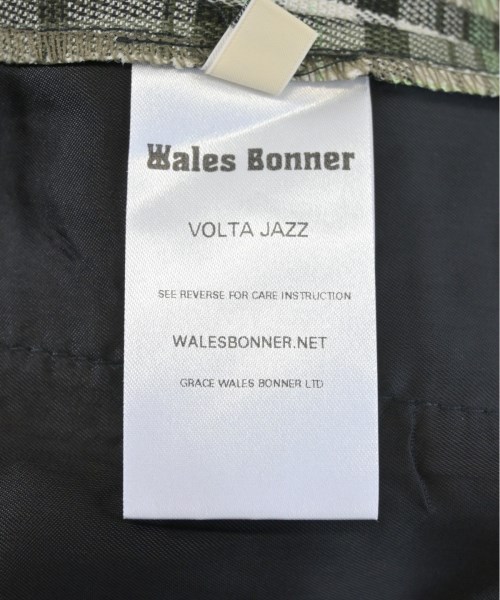 Wales Bonner
VOLTA JAZZ
SEE REVERSE FOR CARE INSTRUCTION
WALESBONNER.NET
GRACE WALES BONNER LTD